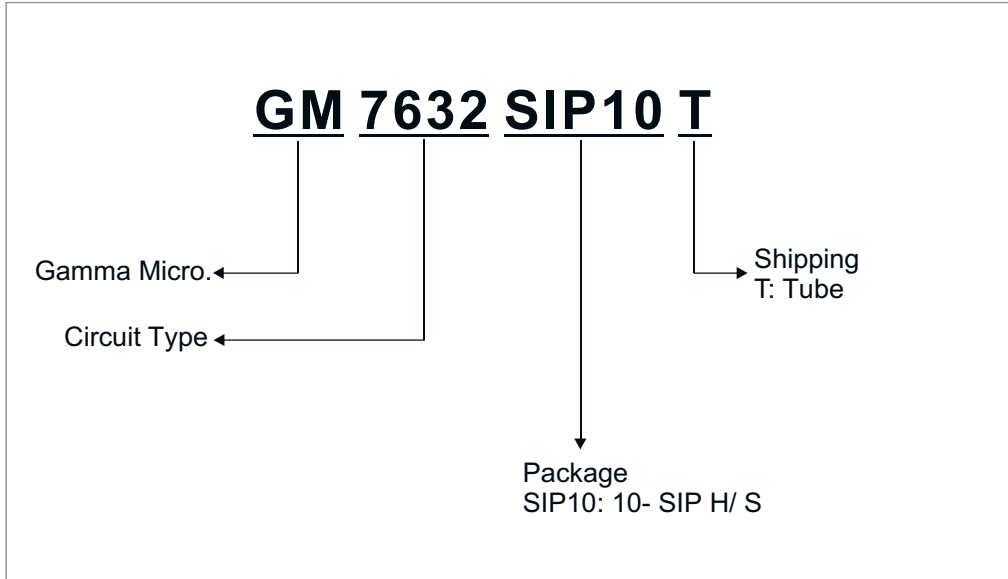 GM 7632 SIP10 T
Gamma Micro.
Shipping
T: Tube
Circuit Type
Package
SIP10: 10- SIP H/ S